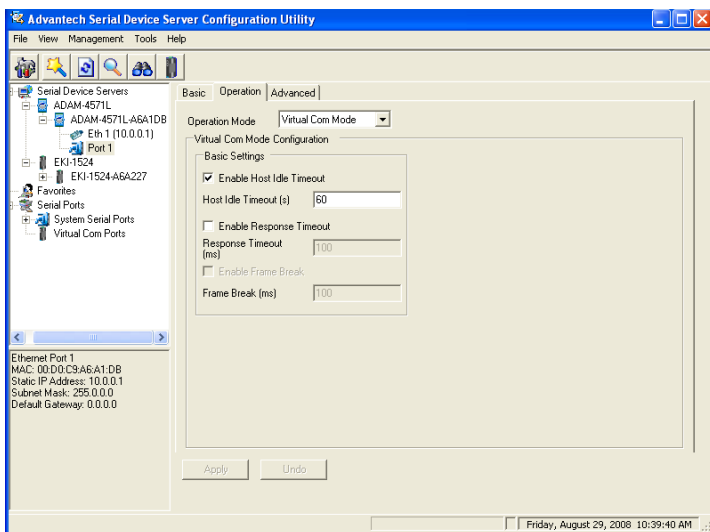 Advantech Serial Device Server Configuration Utility
File View Management Tools Help
Serial Device Servers
ADAM-4571L
ADAM-4571L-A6A1DB
Eth 1 (10.0.0.1)
Port 1
EKI-1524
EKI-1524-A6A227
Favorites
Serial Ports
System Serial Ports
Virtual Com Ports
Ethernet Port 1
MAC: 00:D0:C9:A6:A1:DB
Static IP Address: 10.0.0.1
Subnet Mask: 255.0.0.0
Default Gateway: 0.0.0.0
Basic Operation Advanced
Operation Mode Virtual Com Mode
Virtual Com Mode Configuration
Basic Settings
Enable Host Idle Timeout
Host Idle Timeout (s) 60
Enable Response Timeout
Response Timeout (ms) 100
Enable Frame Break
Frame Break (ms) 100
Apply Undo
Friday, August 29, 2008 10:39:40 AM